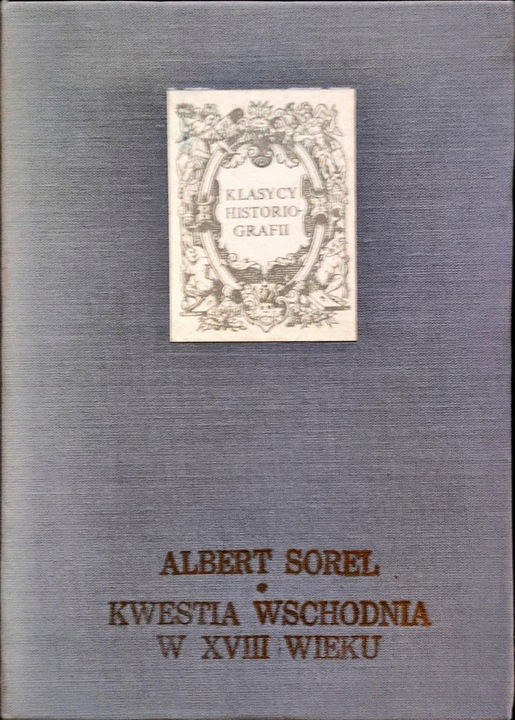 KLASYCY
HISTORIO-
GRAFII
ALBERT SOREL
•
KWESTIA WSCHODNIA
W XVIII WIEKU